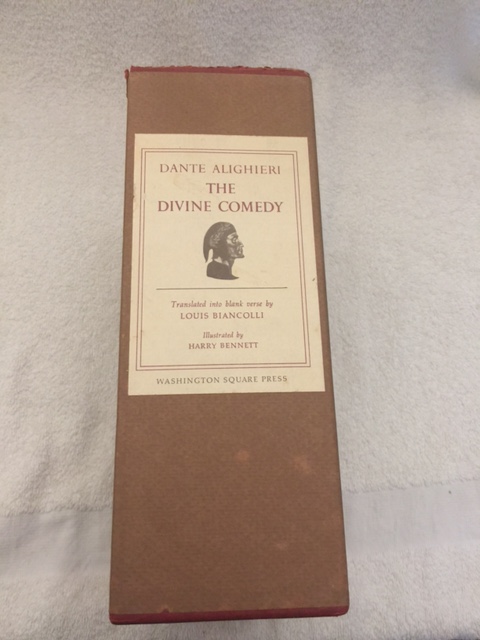 DANTE ALIGHIERI
THE
DIVINE COMEDY
Translated into blank verse by
LOUIS BIANCOLLI
Illustrated by
HARRY BENNETT
WASHINGTON SQUARE PRESS